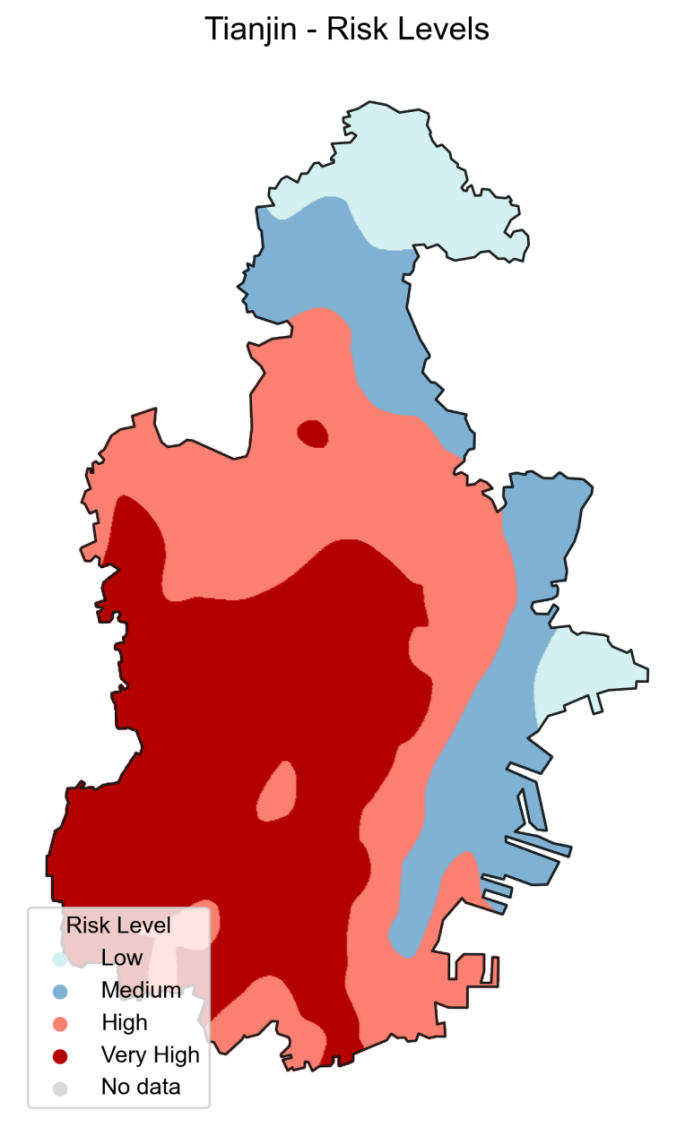 Tianjin - Risk Levels
Risk Level
Low
Medium
High
Very High
No data